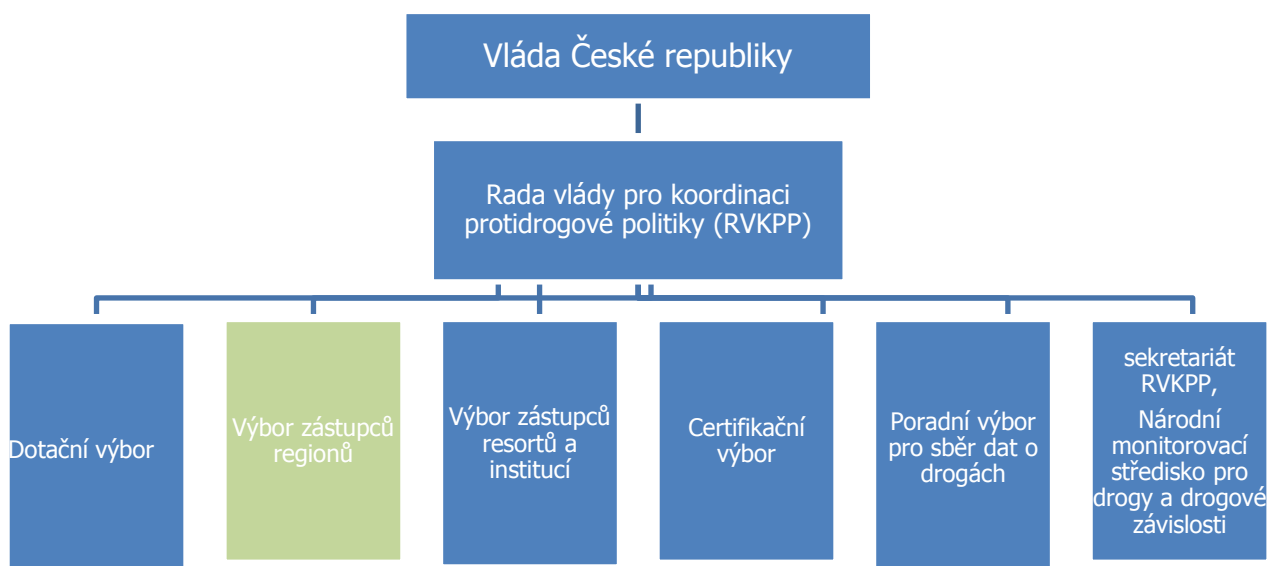 Vláda České republiky
Rada vlády pro koordinaci
protidrogové politiky (RVKPP)
Dotační výbor
Výbor zástupců
regionů
Výbor zástupců
resortů a
institucí
Certifikační
výbor
Poradní výbor
pro sběr dat o
drogách
sekretariát
RVKPP,
Národní
monitorovací
středisko pro
drogy a drogové
závislosti